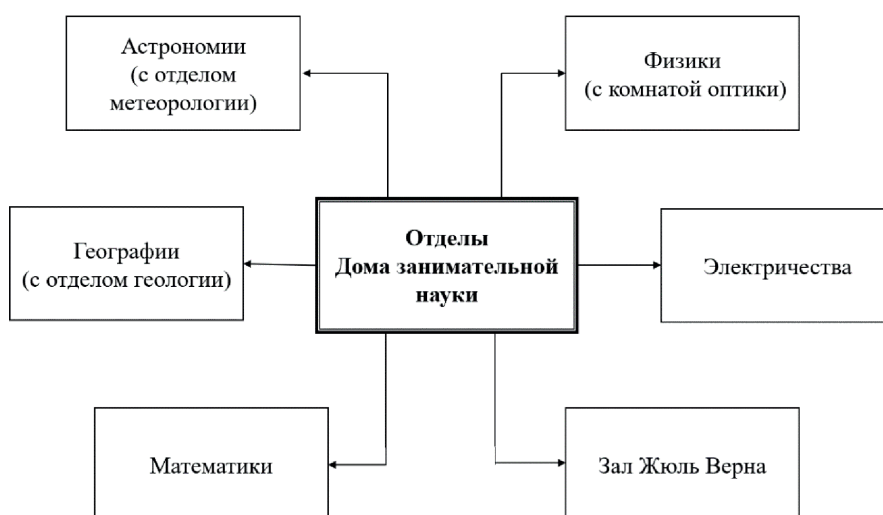 Астрономии
(с отделом
метеорологии)
Физики
(с комнатой оптики)
Географии
(с отделом геологии)
Отделы
Дома занимательной
науки
Электричества
Математики
Зал Жюль Верна